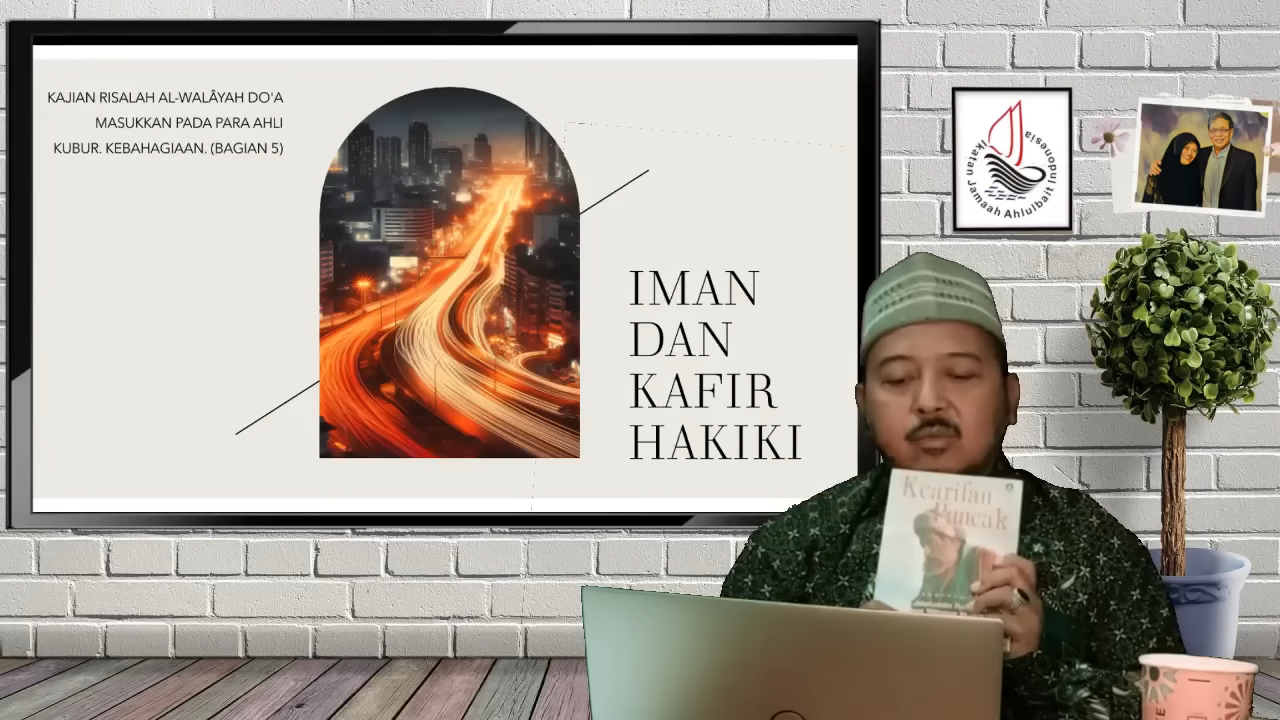 KAJIAN RISALAH AL-WALÂYAH DO'A
MASUKKAN PADA PARA AHLI
KUBUR. KEBAHAGIAAN. (BAGIAN 5)
IMAN
DAN
KAFIR
HAKIKI
Ikatan Jamaah Ahlulbait Indonesia
Kearifan
Puncak